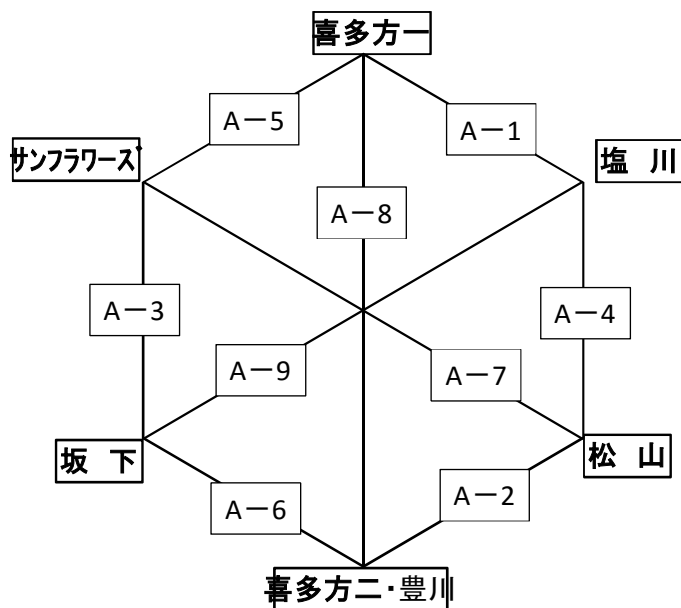 喜多方一
A－5
A－1
サンフラワーズ
塩 川
A－8
A－3
A－4
A－9
A－7
坂 下
松 山
A－6
A－2
喜多方二・豊川